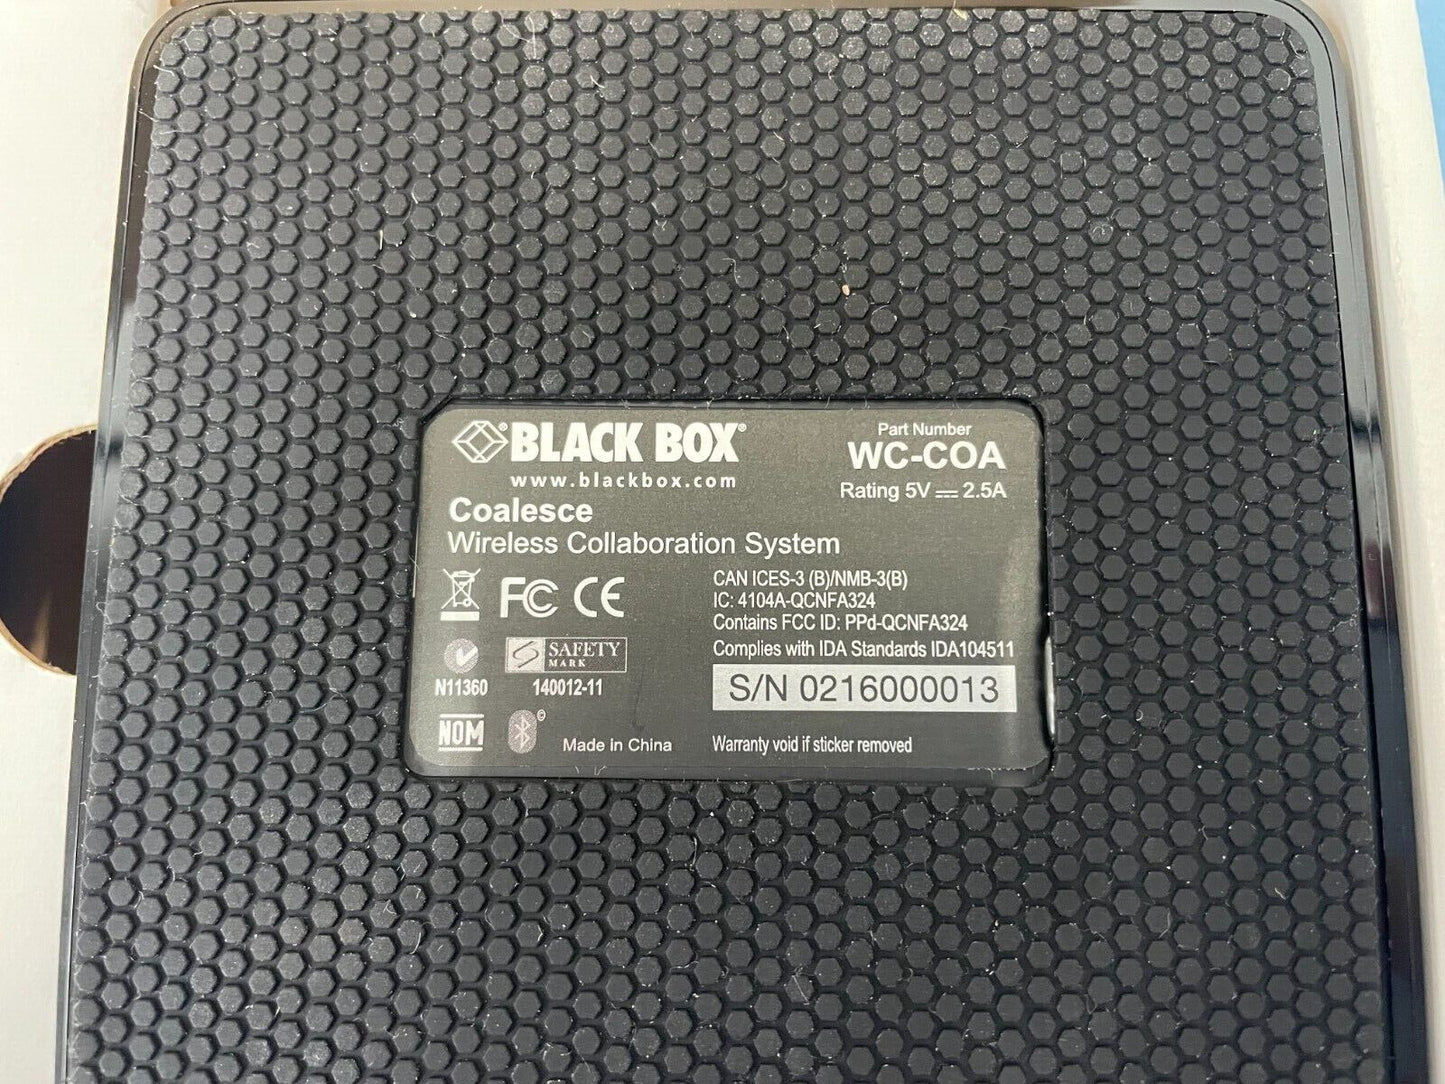 BLACK BOX®
www.blackbox.com
Part Number
WC-COA
Rating 5V ⎓ 2.5A
Coalesce
Wireless Collaboration System
FC CE
CAN ICES-3 (B)/NMB-3(B)
IC: 4104A-QCNFA324
Contains FCC ID: PPd-QCNFA324
Complies with IDA Standards IDA104511
SAFETY
MARK
N11360
140012-11
S/N 0216000013
NOM
©
Made in China
Warranty void if sticker removed